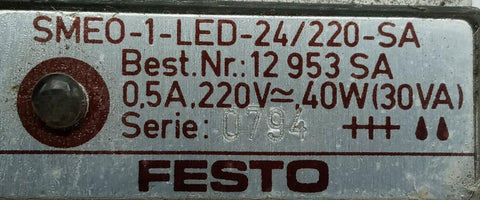 SMEO-1-LED-24/220-SA
Best.Nr.:12 953 SA
0,5A,220V≂,40W(30VA)
Serie: 0794
FESTO